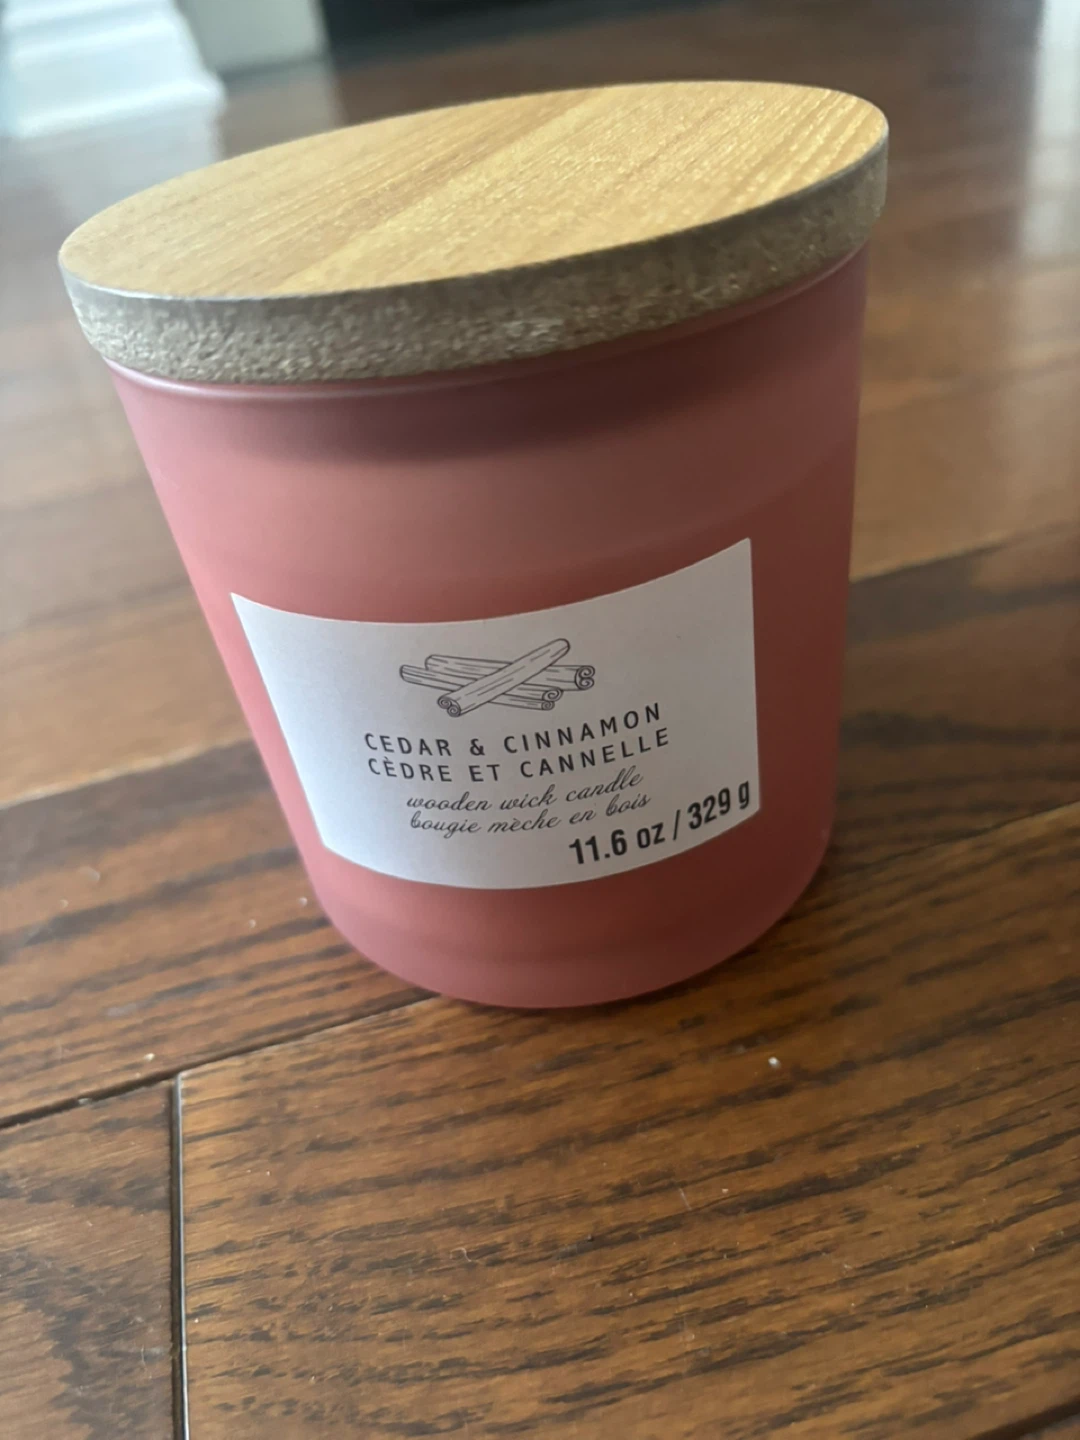 CEDAR & CINNAMON
CÈDRE ET CANNELLE
wooden wick candle
bougie mèche en bois
11.6 oz / 329 g